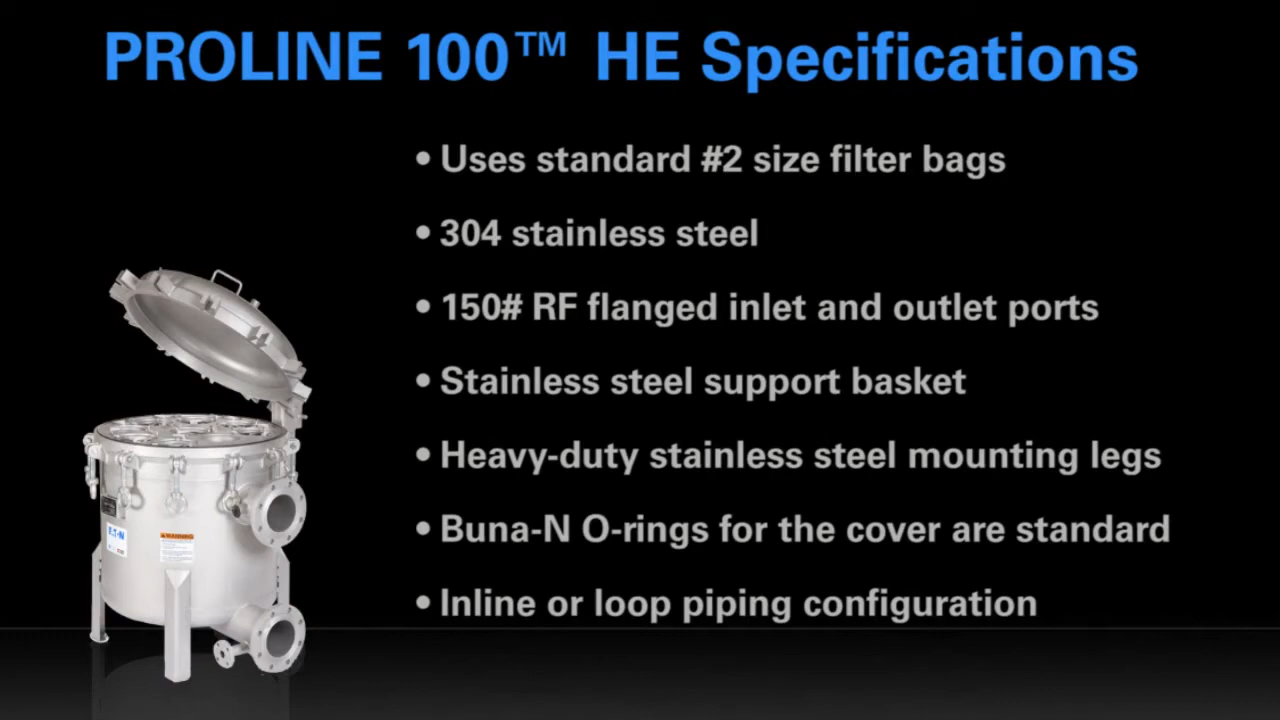 PROLINE 100™ HE Specifications
• Uses standard #2 size filter bags
• 304 stainless steel
• 150# RF flanged inlet and outlet ports
• Stainless steel support basket
• Heavy-duty stainless steel mounting legs
• Buna-N O-rings for the cover are standard
• Inline or loop piping configuration
E·T·N
WARNING